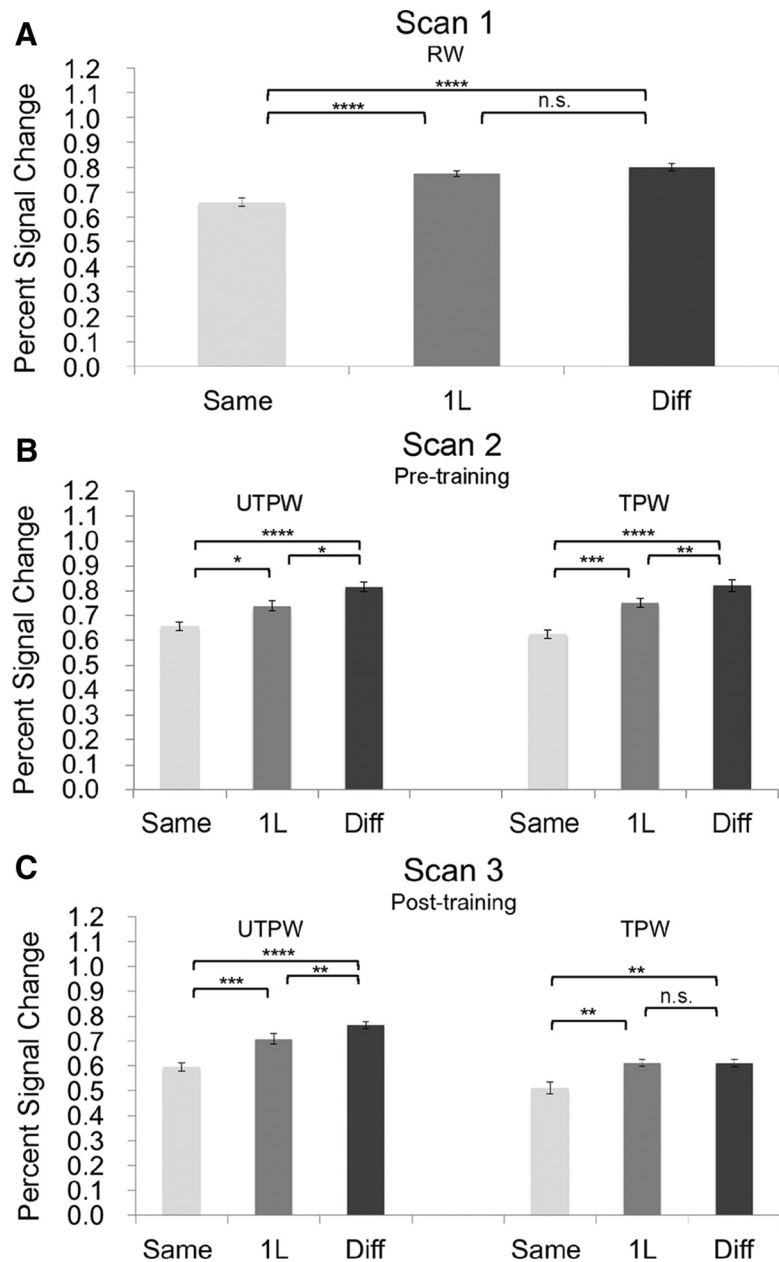 A
Scan 1
RW
Percent Signal Change
1.2
1.1
1.0
0.9
0.8
0.7
0.6
0.5
0.4
0.3
0.2
0.1
0.0
****
****
n.s.
Same 1L Diff
B
Scan 2
Pre-training
Percent Signal Change
1.2
1.1
1.0
0.9
0.8
0.7
0.6
0.5
0.4
0.3
0.2
0.1
0.0
UTPW TPW
**** ****
* * *** **
Same 1L Diff Same 1L Diff
C
Scan 3
Post-training
Percent Signal Change
1.2
1.1
1.0
0.9
0.8
0.7
0.6
0.5
0.4
0.3
0.2
0.1
0.0
UTPW TPW
**** **
*** ** ** n.s.
Same 1L Diff Same 1L Diff